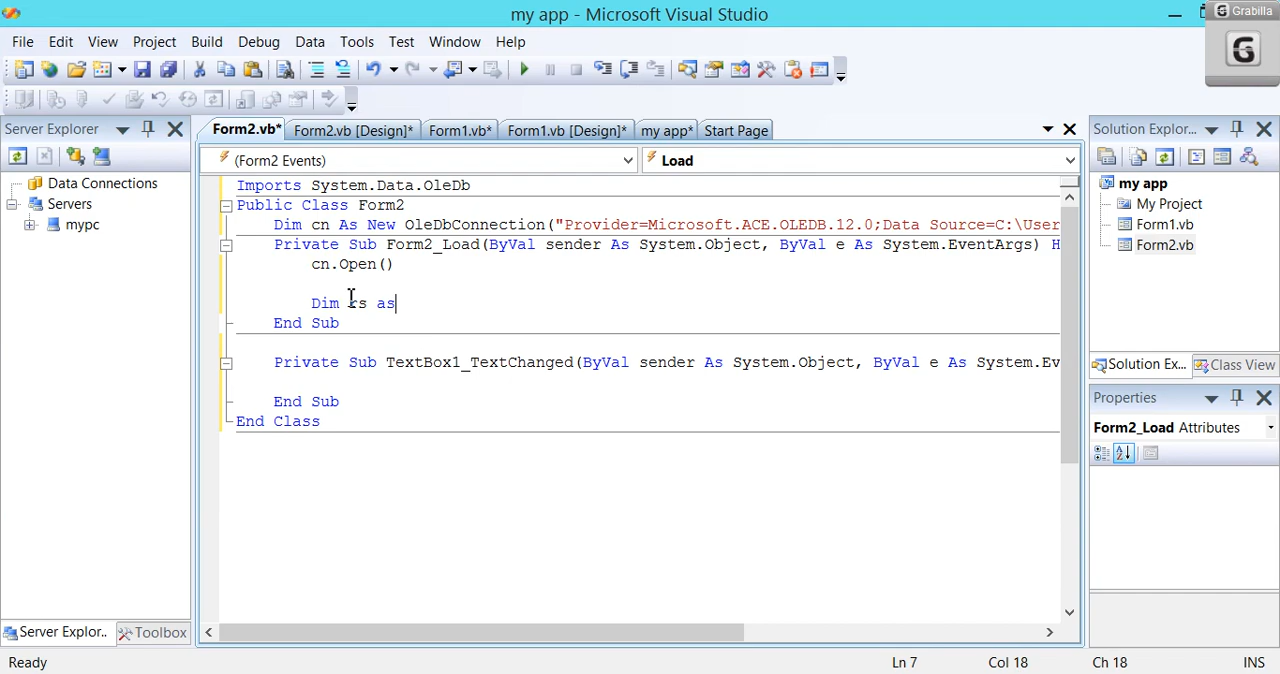 my app - Microsoft Visual Studio
Grabilla
G
File Edit View Project Build Debug Data Tools Test Window Help
Server Explorer
Form2.vb* Form2.vb [Design]* Form1.vb* Form1.vb [Design]* my app* Start Page
Solution Explor...
(Form2 Events) Load
Data Connections
Servers
mypc
Imports System.Data.OleDb
Public Class Form2
Dim cn As New OleDbConnection("Provider=Microsoft.ACE.OLEDB.12.0;Data Source=C:\User
Private Sub Form2_Load(ByVal sender As System.Object, ByVal e As System.EventArgs) H
cn.Open()
Dim rs as
End Sub
Private Sub TextBox1_TextChanged(ByVal sender As System.Object, ByVal e As System.Ev
End Sub
End Class
my app
My Project
Form1.vb
Form2.vb
Solution Ex... Class View
Properties
Form2_Load Attributes
Server Explor.. Toolbox
Ready Ln 7 Col 18 Ch 18 INS